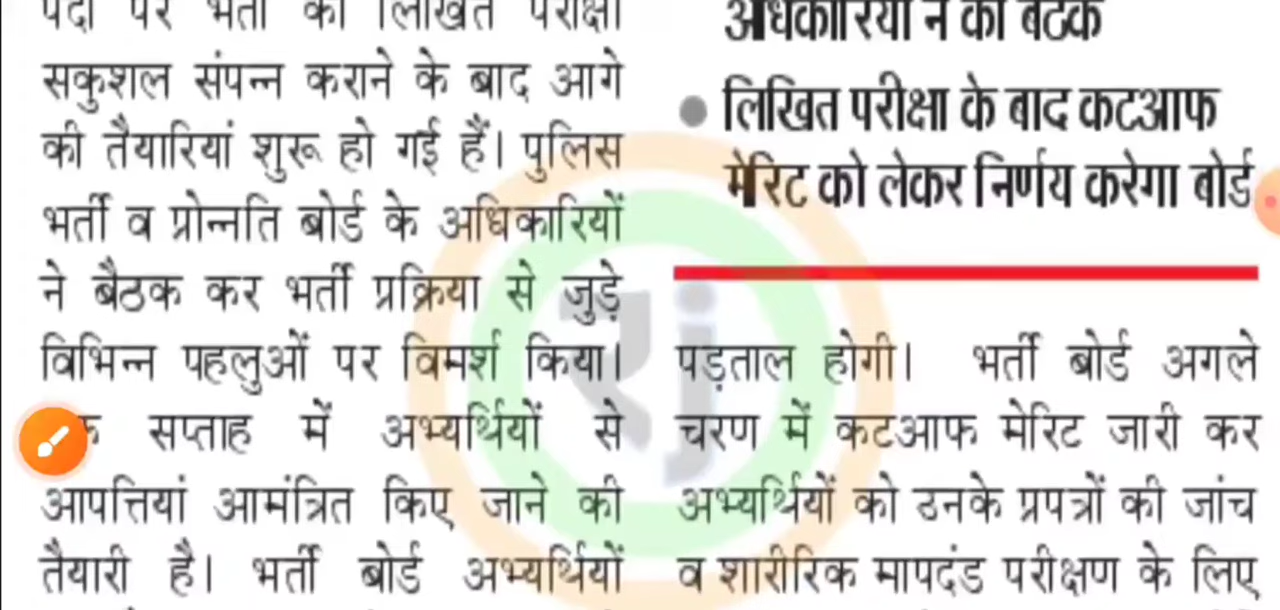 पदों पर भर्ती की लिखित परीक्षा
सकुशल संपन्न कराने के बाद आगे
की तैयारियां शुरू हो गई हैं। पुलिस
भर्ती व प्रोन्नति बोर्ड के अधिकारियों
ने बैठक कर भर्ती प्रक्रिया से जुड़े
विभिन्न पहलुओं पर विमर्श किया।
सप्ताह में अभ्यर्थियों से
आपत्तियां आमंत्रित किए जाने की
तैयारी है। भर्ती बोर्ड अभ्यर्थियों
अधिकारियों ने की बैठक
● लिखित परीक्षा के बाद कटआफ
मेरिट को लेकर निर्णय करेगा बोर्ड
पड़ताल होगी। भर्ती बोर्ड अगले
चरण में कटआफ मेरिट जारी कर
अभ्यर्थियों को उनके प्रपत्रों की जांच
व शारीरिक मापदंड परीक्षण के लिए
रj